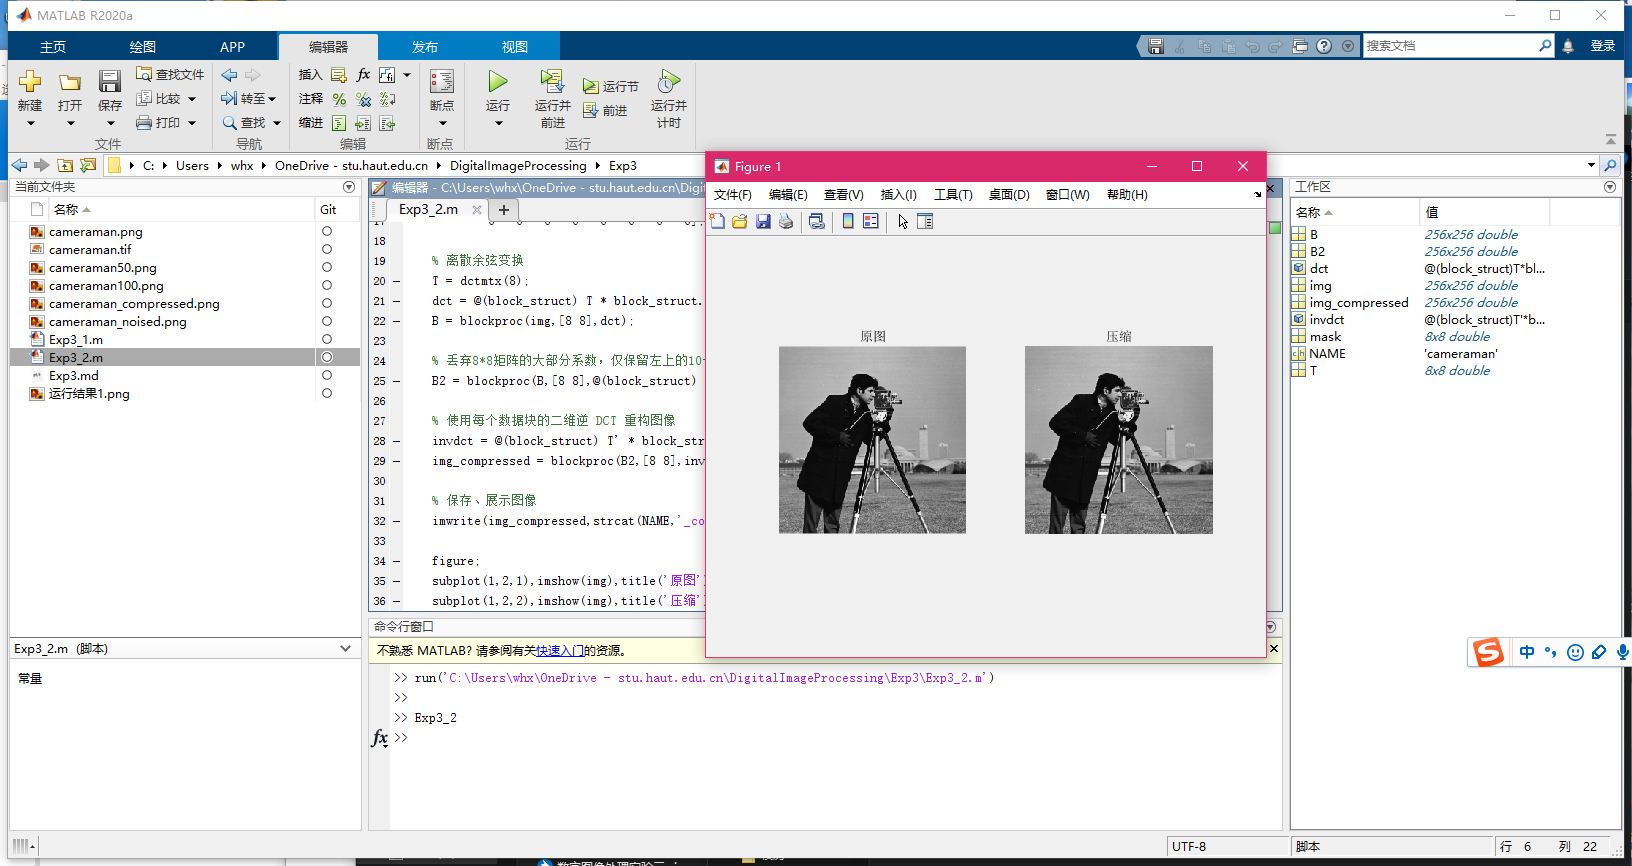 MATLAB R2020a
主页 绘图 APP 编辑器 发布 视图
搜索文档 登录
新建 打开 保存 查找文件 比较 打印 文件
转至 查找 导航
插入 fx 注释 缩进 编辑
断点 断点
运行 运行并前进 运行节 前进 运行并计时 运行
C: Users whx OneDrive - stu.haut.edu.cn DigitalImageProcessing Exp3
当前文件夹
名称 Git
cameraman.png
cameraman.tif
cameraman50.png
cameraman100.png
cameraman_compressed.png
cameraman_noised.png
Exp3_1.m
Exp3_2.m
Exp3.md
运行结果1.png
Exp3_2.m (脚本)
常量
编辑器 - C:\Users\whx\OneDrive - stu.haut.edu.cn\Digi
Exp3_2.m
18
19 % 离散余弦变换
20 T = dctmtx(8);
21 dct = @(block_struct) T * block_struct.
22 B = blockproc(img,[8 8],dct);
23
24 % 丢弃8*8矩阵的大部分系数，仅保留左上的10
25 B2 = blockproc(B,[8 8],@(block_struct)
26
27 % 使用每个数据块的二维逆 DCT 重构图像
28 invdct = @(block_struct) T' * block_str
29 img_compressed = blockproc(B2,[8 8],inv
30
31 % 保存、展示图像
32 imwrite(img_compressed,strcat(NAME,'_co
33
34 figure;
35 subplot(1,2,1),imshow(img),title('原图'
36 subplot(1,2,2),imshow(img),title('压缩'
Figure 1
文件(F) 编辑(E) 查看(V) 插入(I) 工具(T) 桌面(D) 窗口(W) 帮助(H)
原图 压缩
命令行窗口
不熟悉 MATLAB? 请参阅有关快速入门的资源。
>> run('C:\Users\whx\OneDrive - stu.haut.edu.cn\DigitalImageProcessing\Exp3\Exp3_2.m')
>>
>> Exp3_2
fx >>
工作区
名称 值
B 256x256 double
B2 256x256 double
dct @(block_struct)T*bl...
img 256x256 double
img_compressed 256x256 double
invdct @(block_struct)T'*b...
mask 8x8 double
NAME 'cameraman'
T 8x8 double
中
UTF-8 脚本 行 6 列 22